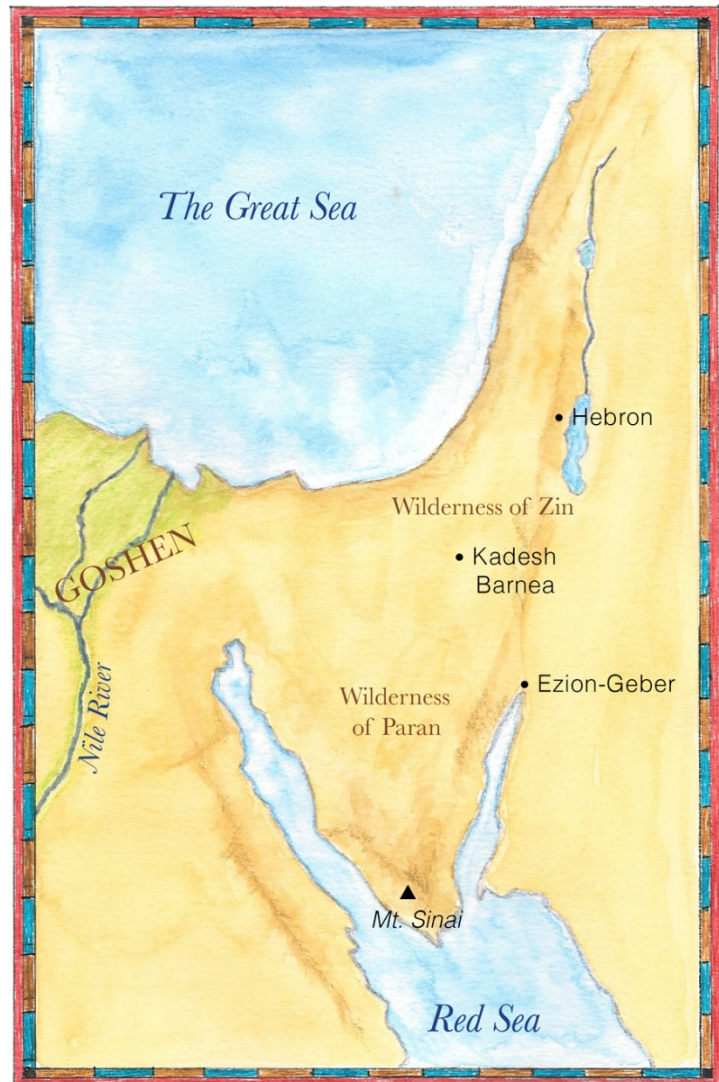 The Great Sea
Hebron
Wilderness of Zin
Kadesh
Barnea
GOSHEN
Ezion-Geber
Wilderness
of Paran
Nile River
Mt. Sinai
Red Sea